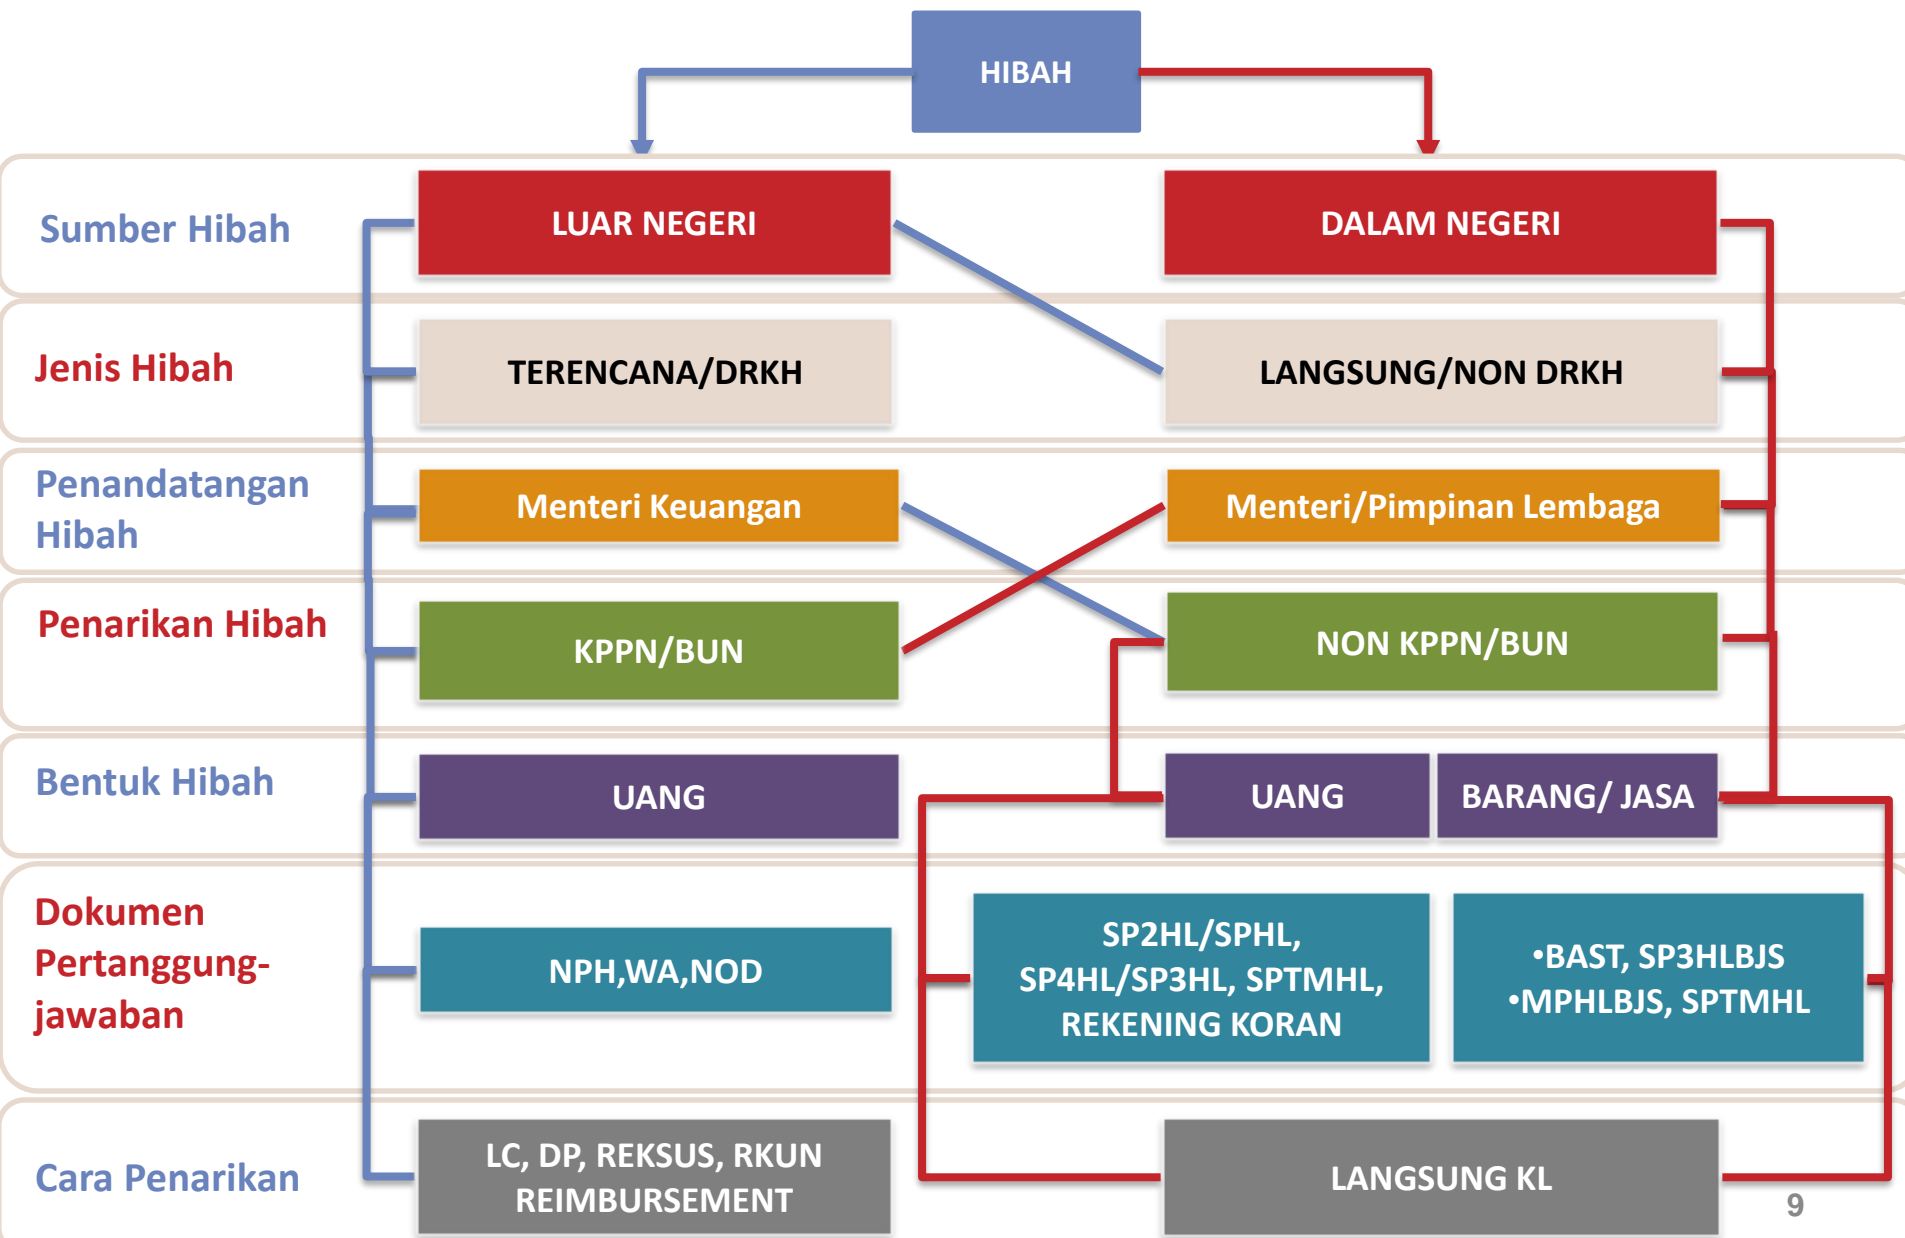 HIBAH
Sumber Hibah
LUAR NEGERI
DALAM NEGERI
Jenis Hibah
TERENCANA/DRKH
LANGSUNG/NON DRKH
Penandatangan
Hibah
Menteri Keuangan
Menteri/Pimpinan Lembaga
Penarikan Hibah
KPPN/BUN
NON KPPN/BUN
Bentuk Hibah
UANG
UANG
BARANG/ JASA
Dokumen
Pertanggung-
jawaban
NPH,WA,NOD
SP2HL/SPHL,
SP4HL/SP3HL, SPTMHL,
REKENING KORAN
•BAST, SP3HLBJS
•MPHLBJS, SPTMHL
Cara Penarikan
LC, DP, REKSUS, RKUN
REIMBURSEMENT
LANGSUNG KL
9